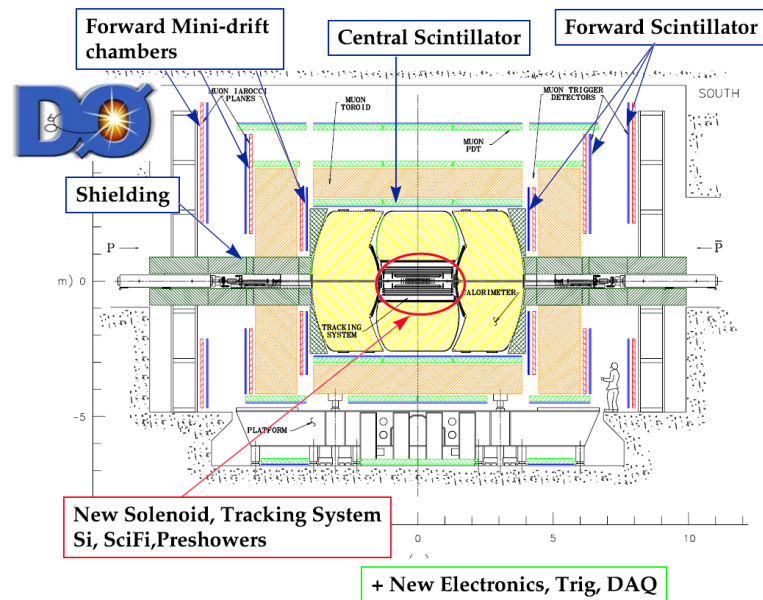 Forward Mini-drift
chambers
Central Scintillator
Forward Scintillator
DØ
MUON IAROCCI
PLANES
MUON
TOROID
MUON TRIGGER
DETECTORS
SOUTH
MUON
PDT
Shielding
P
P̅
m) 0
CALORIMETER
TRACKING
SYSTEM
-5
PLATFORM
New Solenoid, Tracking System
Si, SciFi,Preshowers
0 5 10
+ New Electronics, Trig, DAQ